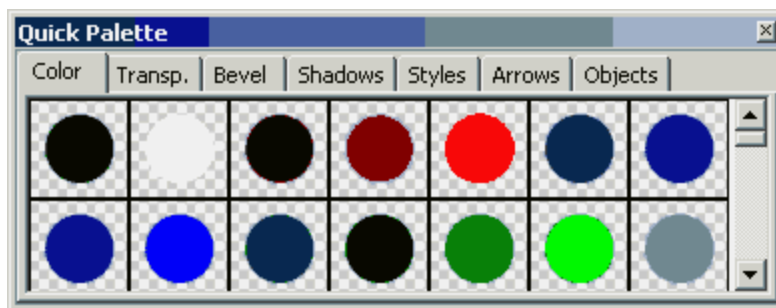 Quick Palette
Color Transp. Bevel Shadows Styles Arrows Objects